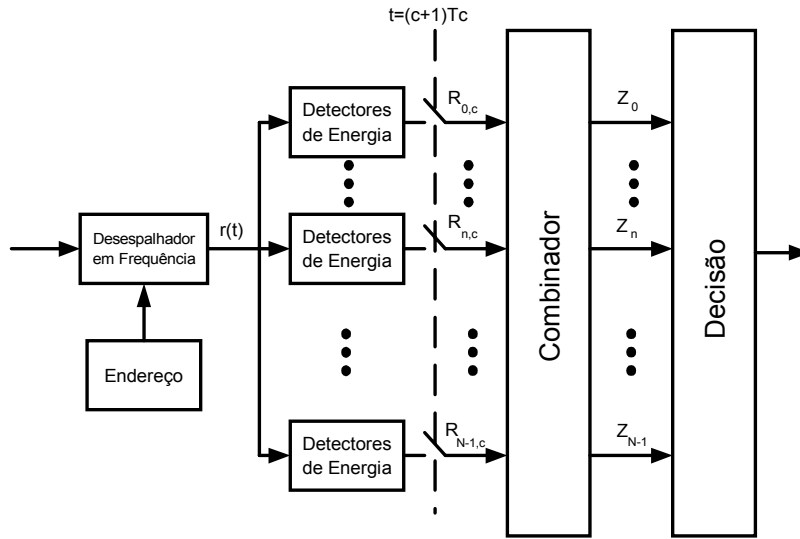 t=(c+1)Tc
Detectores
de Energia
R0,c
Z0
Desespalhador
em Frequência
r(t)
Detectores
de Energia
Rn,c
Zn
Combinador
Decisão
Endereço
Detectores
de Energia
RN-1,c
ZN-1